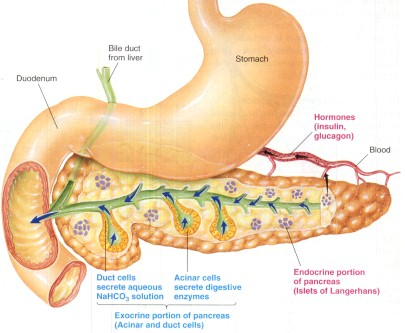 Bile duct
from liver
Stomach
Duodenum
Hormones
(insulin,
glucagon)
Blood
Duct cells
secrete aqueous
NaHCO₃ solution
Acinar cells
secrete digestive
enzymes
Endocrine portion
of pancreas
(Islets of Langerhans)
Exocrine portion of pancreas
(Acinar and duct cells)